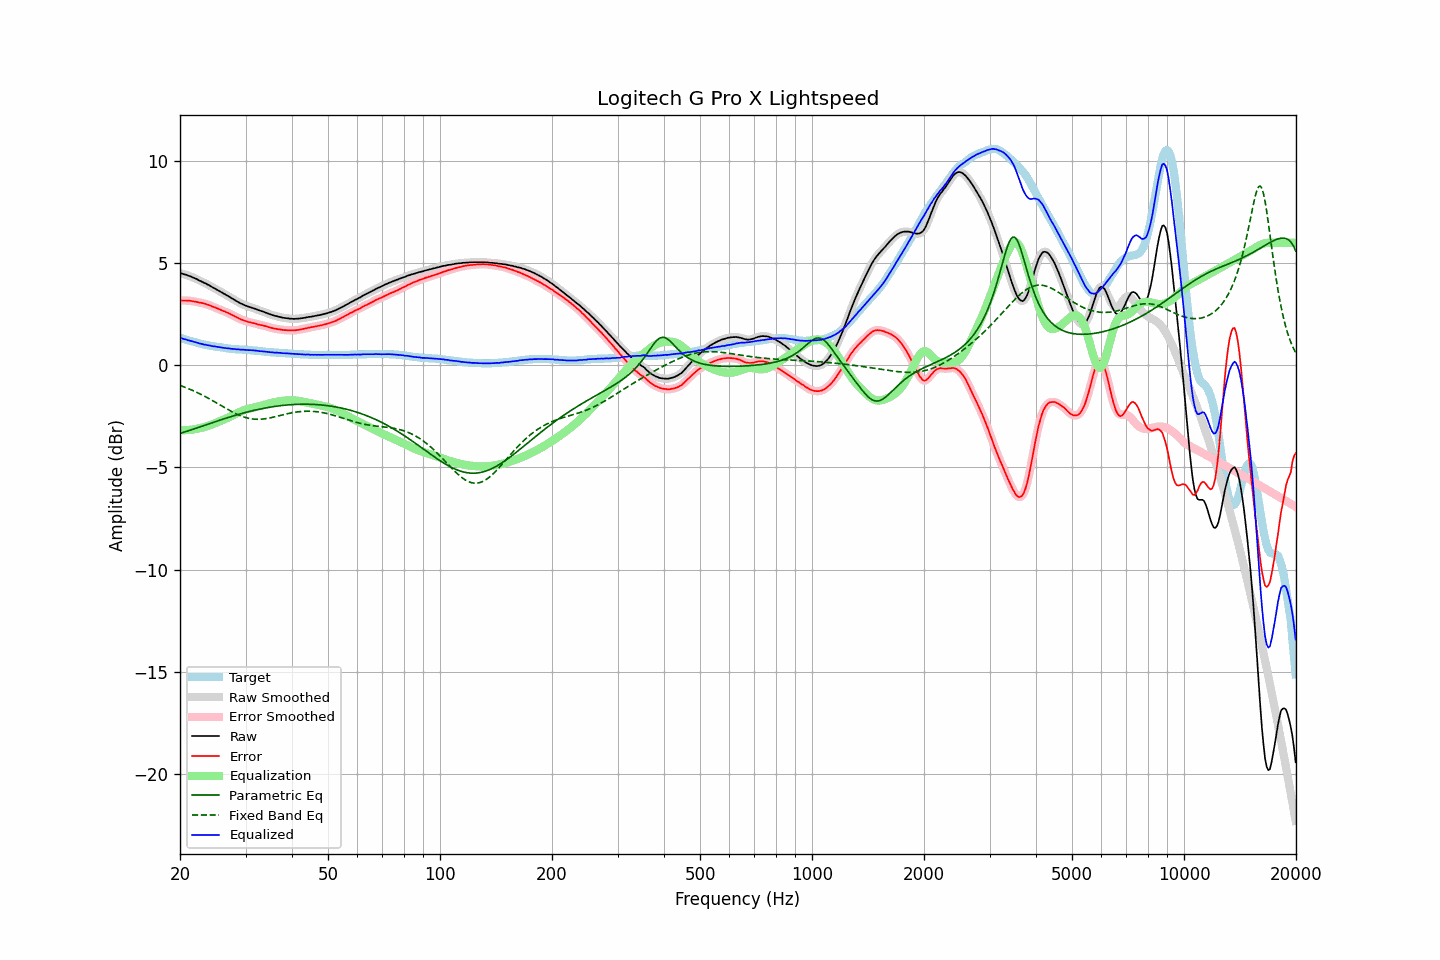 Logitech G Pro X Lightspeed
10
5
0
−5
−10
−15
−20
Amplitude (dBr)
Target
Raw Smoothed
Error Smoothed
Raw
Error
Equalization
Parametric Eq
Fixed Band Eq
Equalized
20 50 100 200 500 1000 2000 5000 10000 20000
Frequency (Hz)